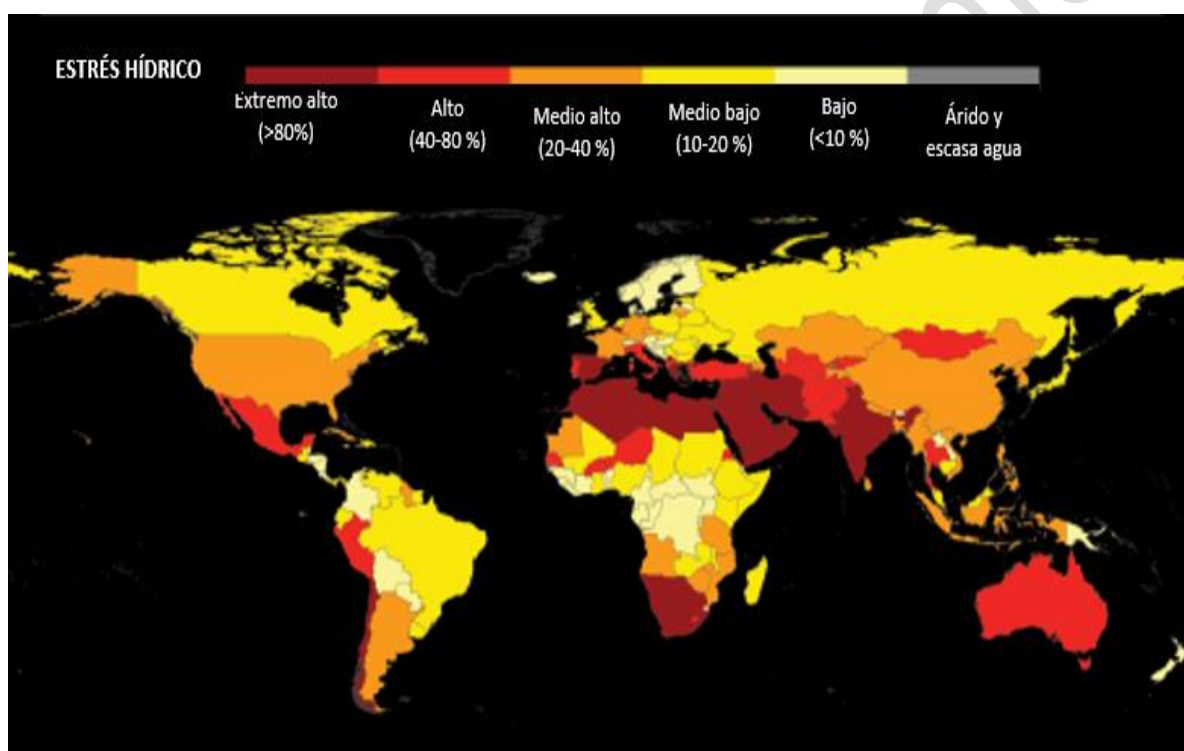 ESTRÉS HÍDRICO
Extremo alto
(>80%)
Alto
(40-80 %)
Medio alto
(20-40 %)
Medio bajo
(10-20 %)
Bajo
(<10 %)
Árido y
escasa agua